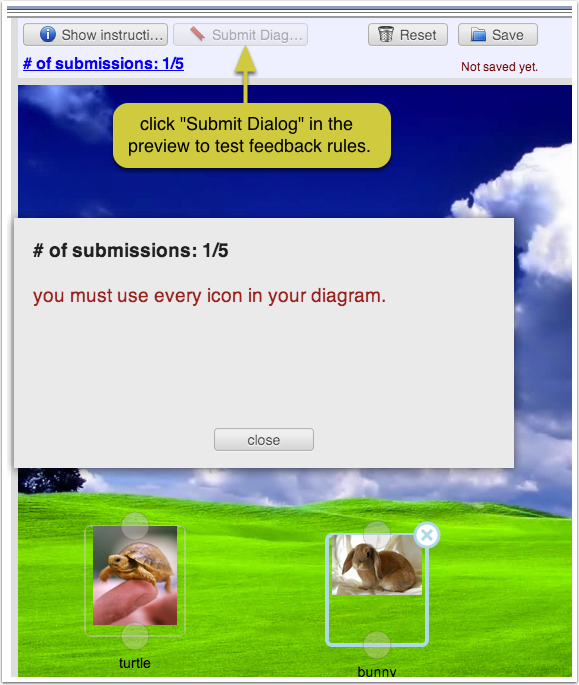 Show instructi...
Submit Diag...
Reset
Save
# of submissions: 1/5
Not saved yet.
click "Submit Dialog" in the
preview to test feedback rules.
# of submissions: 1/5
you must use every icon in your diagram.
close
turtle
bunny